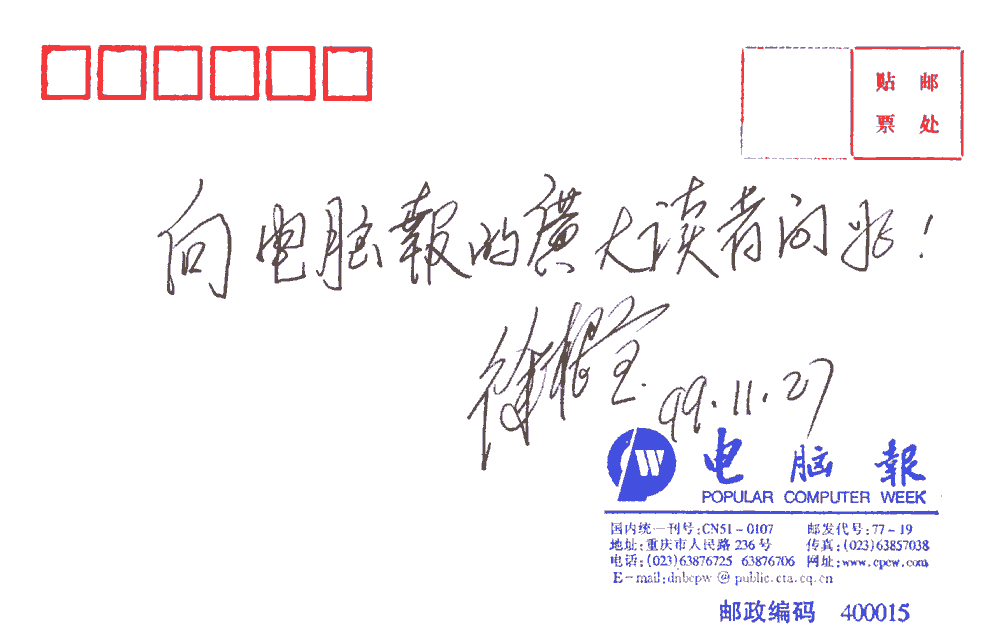 贴 邮
票 处
向电脑報的廣大读者问好!
徐根宝
99.11.27
W
电脑報
POPULAR COMPUTER WEEK
国内统一刊号:CN51-0107 邮发代号:77-19
地址:重庆市人民路236号 传真:(023)63857038
电话:(023)63876725 63876706 网址:www.cpcw.com
E-mail:dnbcpw@public.cta.cq.cn
邮政编码 400015